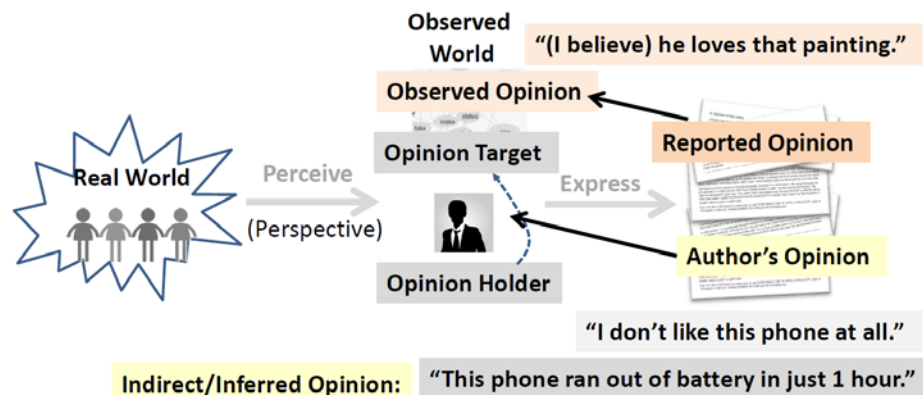 Observed
World
“(I believe) he loves that painting.”
Observed Opinion
Reported Opinion
Opinion Target
Real World
Perceive
(Perspective)
Express
Author’s Opinion
Opinion Holder
“I don’t like this phone at all.”
Indirect/Inferred Opinion:
“This phone ran out of battery in just 1 hour.”